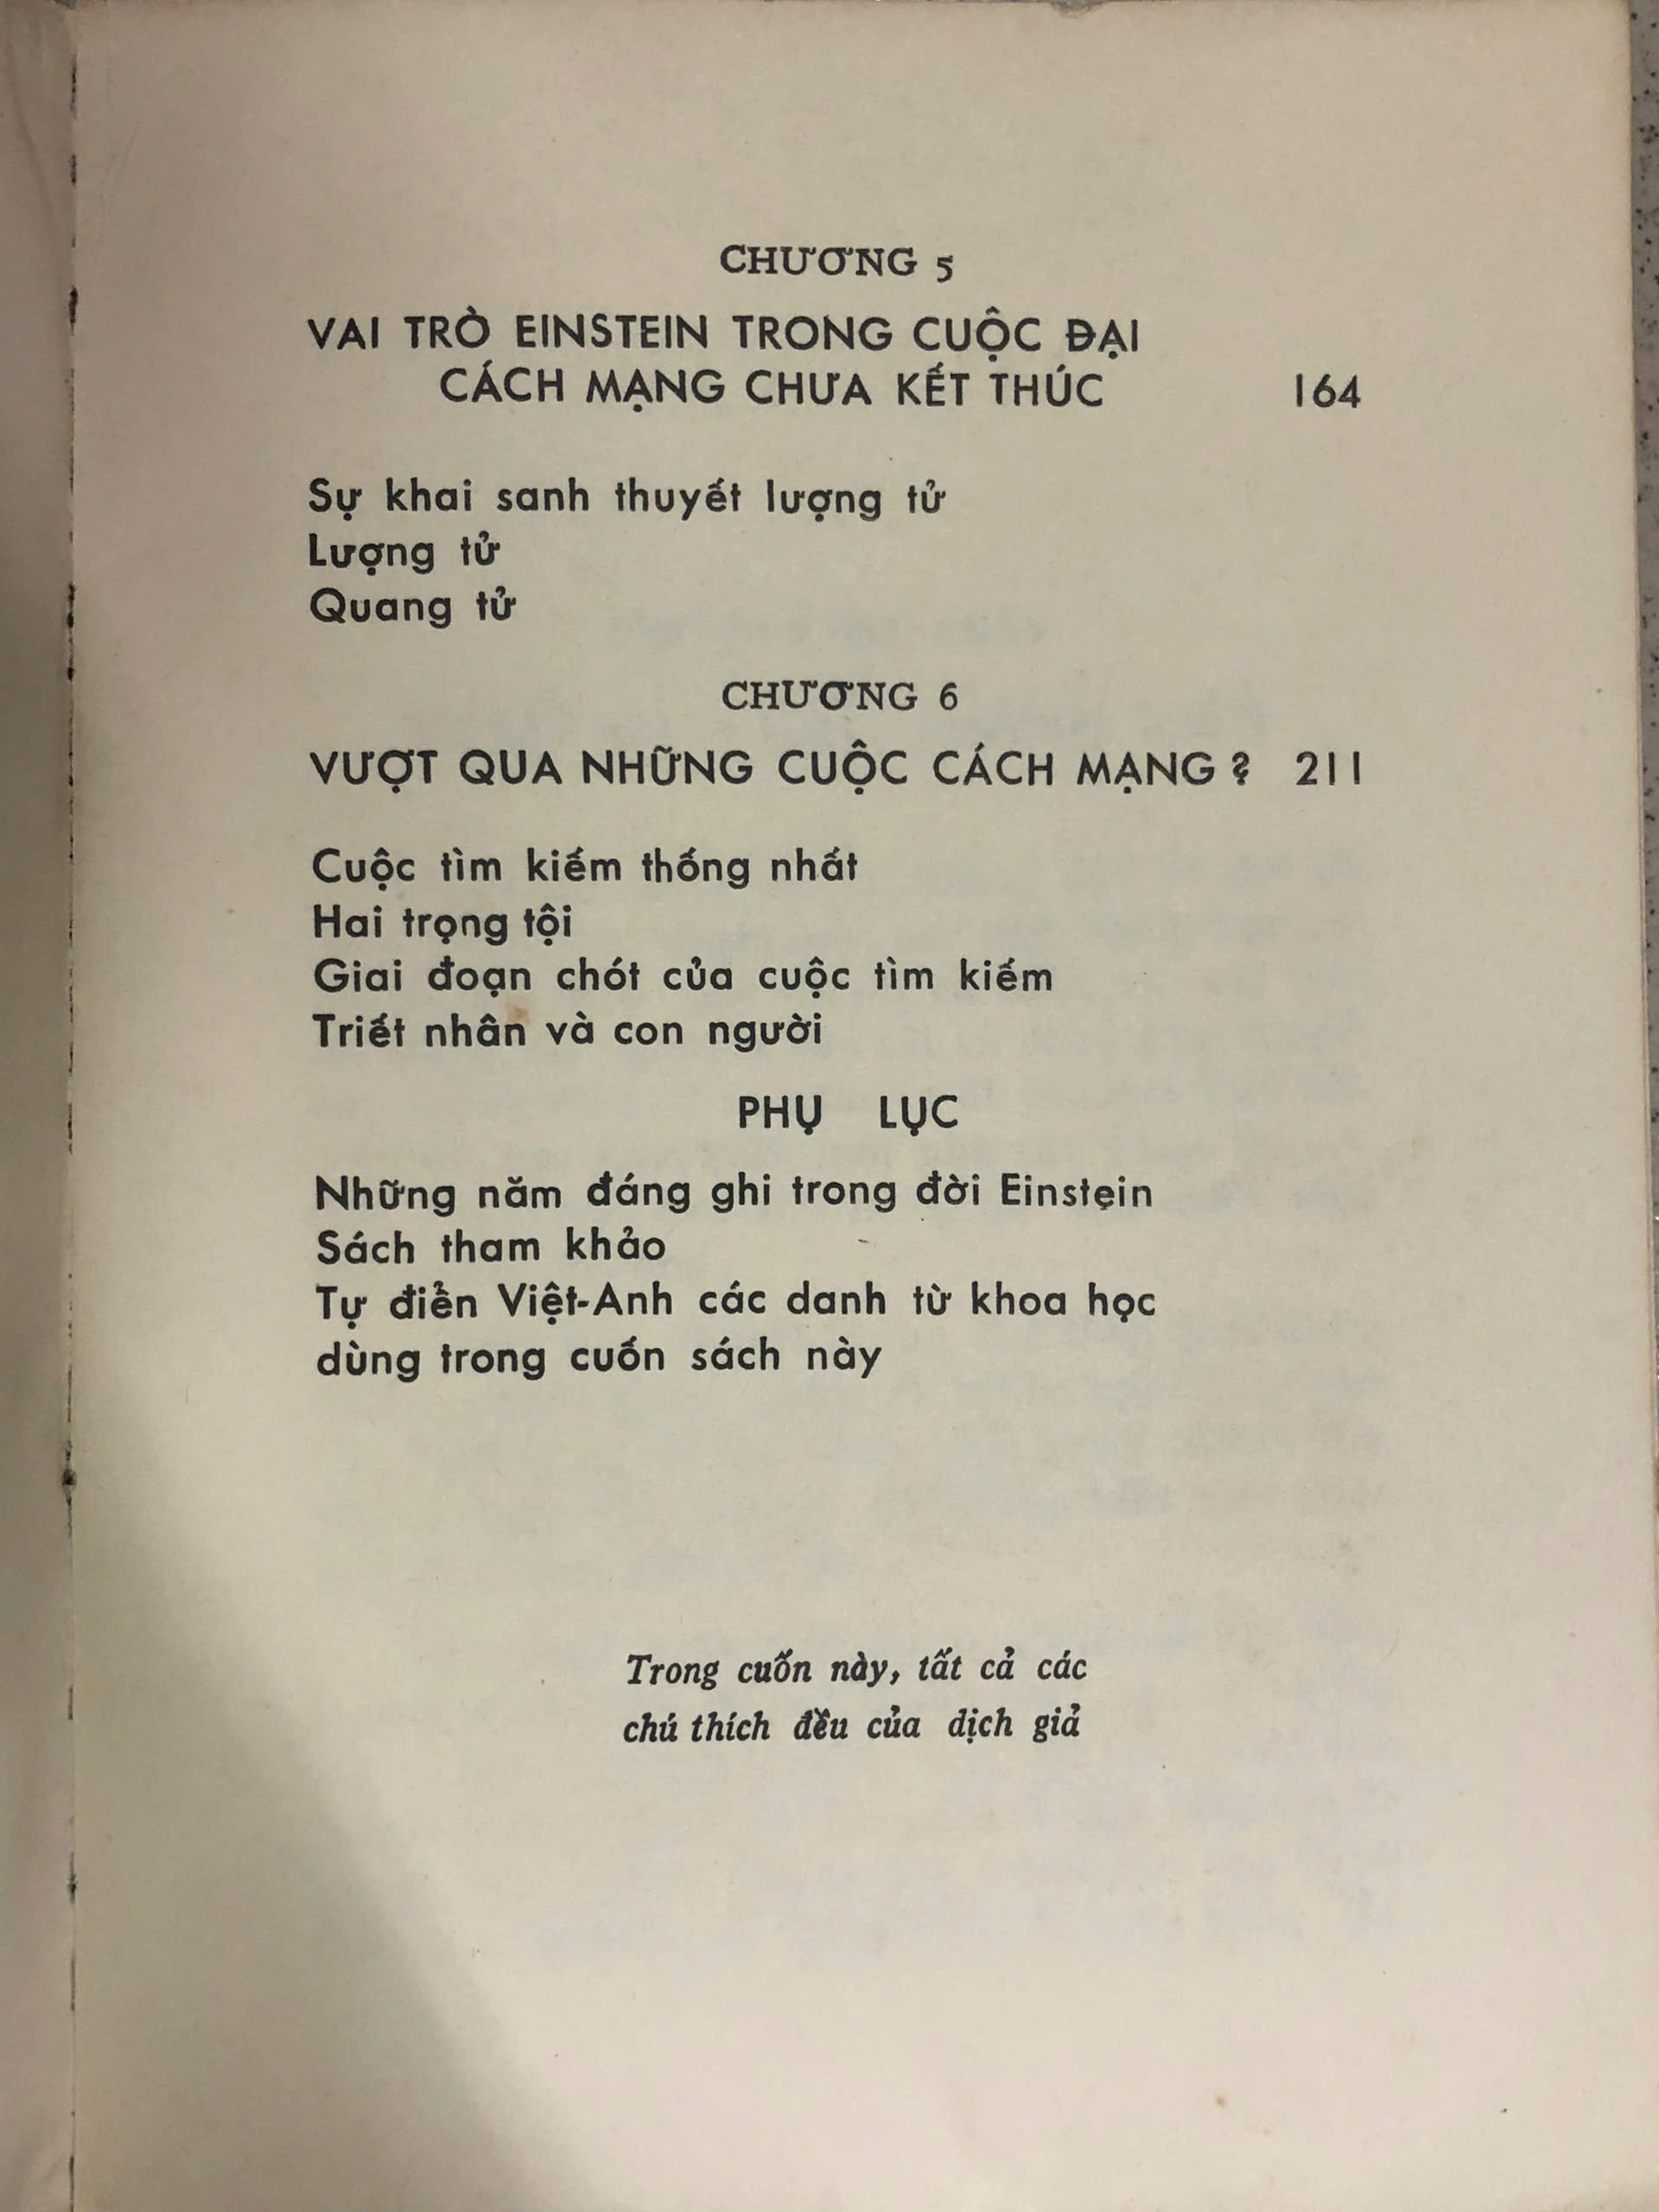 CHƯƠNG 5
VAI TRÒ EINSTEIN TRONG CUỘC ĐẠI
CÁCH MẠNG CHƯA KẾT THÚC 164
Sự khai sanh thuyết lượng tử
Lượng tử
Quang tử
CHƯƠNG 6
VƯỢT QUA NHỮNG CUỘC CÁCH MẠNG ? 211
Cuộc tìm kiếm thống nhất
Hai trọng tội
Giai đoạn chót của cuộc tìm kiếm
Triết nhân và con người
PHỤ LỤC
Những năm đáng ghi trong đời Einstein
Sách tham khảo
Tự điển Việt-Anh các danh từ khoa học
dùng trong cuốn sách này
Trong cuốn này, tất cả các
chú thích đều của dịch giả